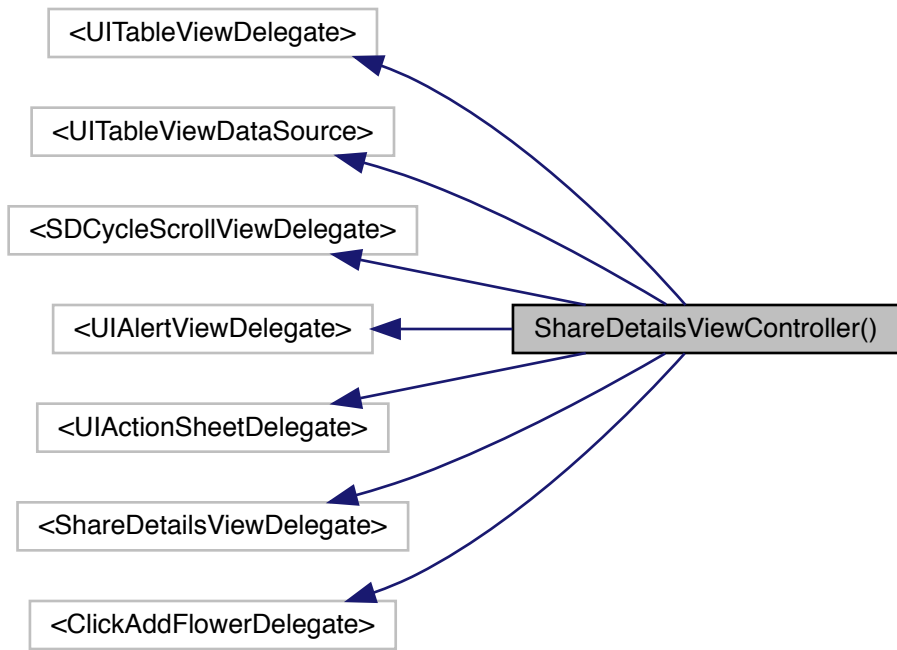 <UITableViewDelegate>
<UITableViewDataSource>
<SDCycleScrollViewDelegate>
<UIAlertViewDelegate>
ShareDetailsViewController()
<UIActionSheetDelegate>
<ShareDetailsViewDelegate>
<ClickAddFlowerDelegate>